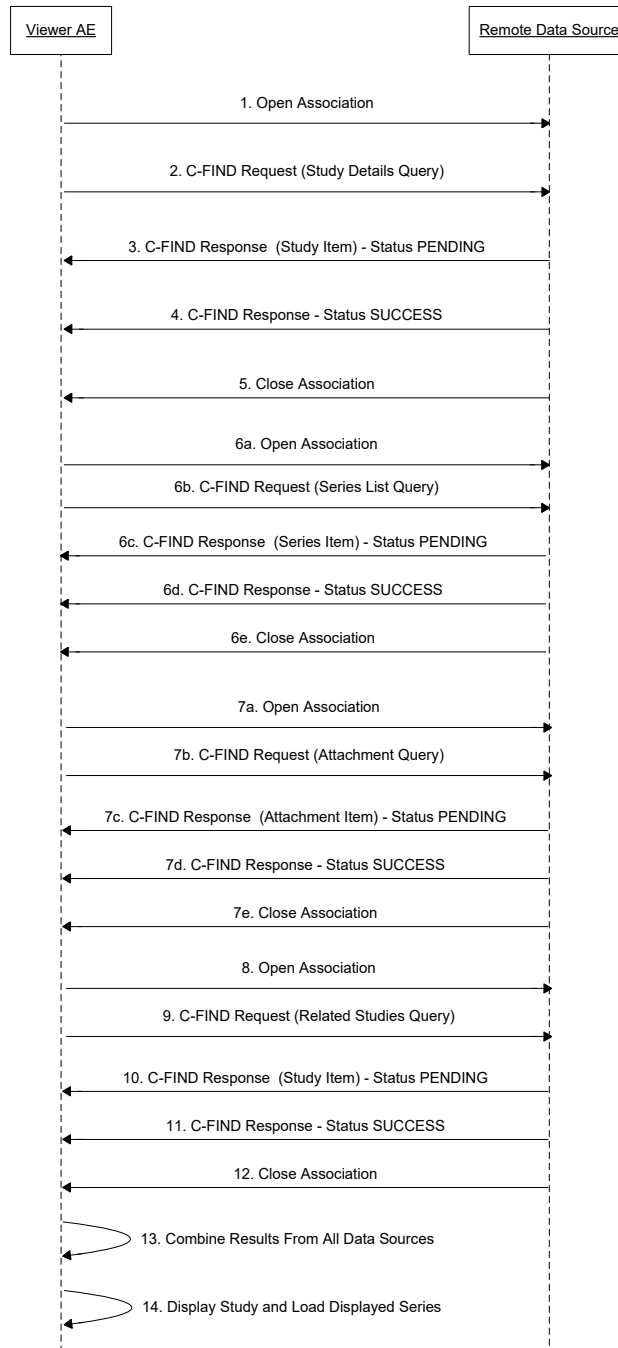 Viewer AE
Remote Data Source
1. Open Association
2. C-FIND Request (Study Details Query)
3. C-FIND Response  (Study Item) - Status PENDING
4. C-FIND Response - Status SUCCESS
5. Close Association
6a. Open Association
6b. C-FIND Request (Series List Query)
6c. C-FIND Response  (Series Item) - Status PENDING
6d. C-FIND Response - Status SUCCESS
6e. Close Association
7a. Open Association
7b. C-FIND Request (Attachment Query)
7c. C-FIND Response  (Attachment Item) - Status PENDING
7d. C-FIND Response - Status SUCCESS
7e. Close Association
8. Open Association
9. C-FIND Request (Related Studies Query)
10. C-FIND Response  (Study Item) - Status PENDING
11. C-FIND Response - Status SUCCESS
12. Close Association
13. Combine Results From All Data Sources
14. Display Study and Load Displayed Series